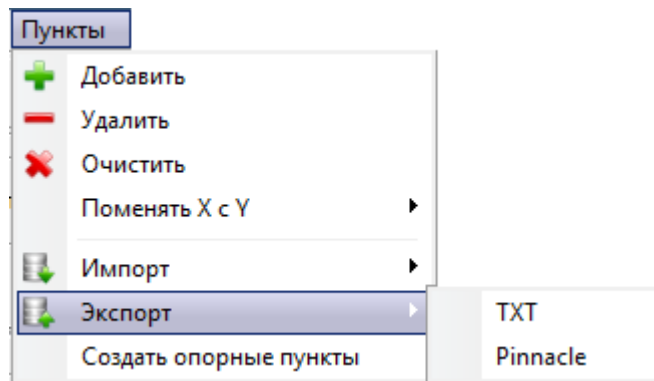 Пункты
Добавить
Удалить
Очистить
Поменять X с Y
Импорт
Экспорт
TXT
Создать опорные пункты
Pinnacle